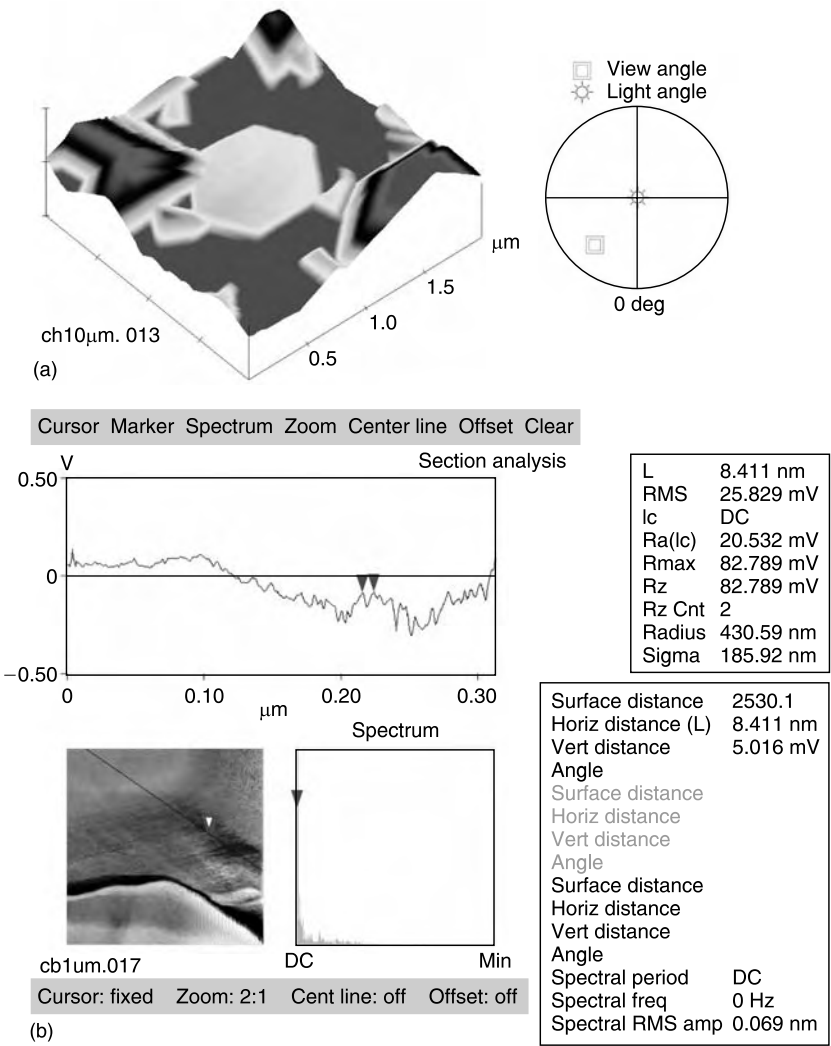 View angle
Light angle
μm
1.5
1.0
0.5
0 deg
ch10μm. 013
(a)
Cursor Marker Spectrum Zoom Center line Offset Clear
V
Section analysis
0.50
0
−0.50
0 0.10 0.20 0.30
μm
L 8.411 nm
RMS 25.829 mV
lc DC
Ra(lc) 20.532 mV
Rmax 82.789 mV
Rz 82.789 mV
Rz Cnt 2
Radius 430.59 nm
Sigma 185.92 nm
Spectrum
DC Min
cb1um.017
Surface distance 2530.1
Horiz distance (L) 8.411 nm
Vert distance 5.016 mV
Angle
Surface distance
Horiz distance
Vert distance
Angle
Surface distance
Horiz distance
Vert distance
Angle
Spectral period DC
Spectral freq 0 Hz
Spectral RMS amp 0.069 nm
Cursor: fixed Zoom: 2:1 Cent line: off Offset: off
(b)